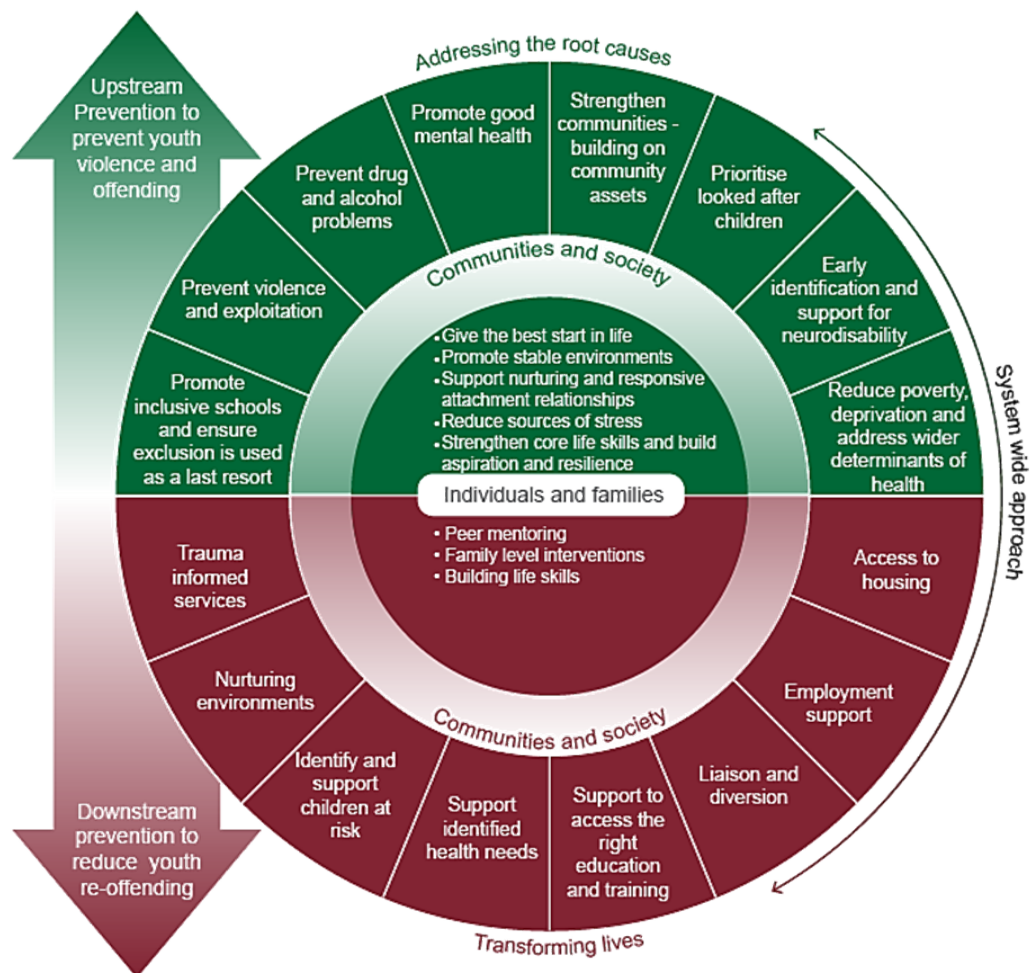 Addressing the root causes
Upstream
Prevention to
prevent youth
violence and
offending
Promote inclusive schools
and ensure
exclusion is used
as a last resort
Prevent violence
and exploitation
Prevent drug
and alcohol
problems
Promote good
mental health
Strengthen
communities -
building on
community
assets
Prioritise
looked after
children
Early
identification and
support for
neurodisability
Reduce poverty,
deprivation and
address wider
determinants of
health
Communities and society
•Give the best start in life
•Promote stable environments
•Support nurturing and responsive
attachment relationships
•Reduce sources of stress
•Strengthen core life skills and build
aspiration and resilience
Individuals and families
• Peer mentoring
• Family level interventions
• Building life skills
Communities and society
Trauma
informed
services
Nurturing
environments
Identify and
support
children at
risk
Support
identified
health needs
Support to
access the
right
education
and training
Liaison and
diversion
Employment
support
Access to
housing
System wide approach
Downstream
prevention to
reduce youth
re-offending
Transforming lives